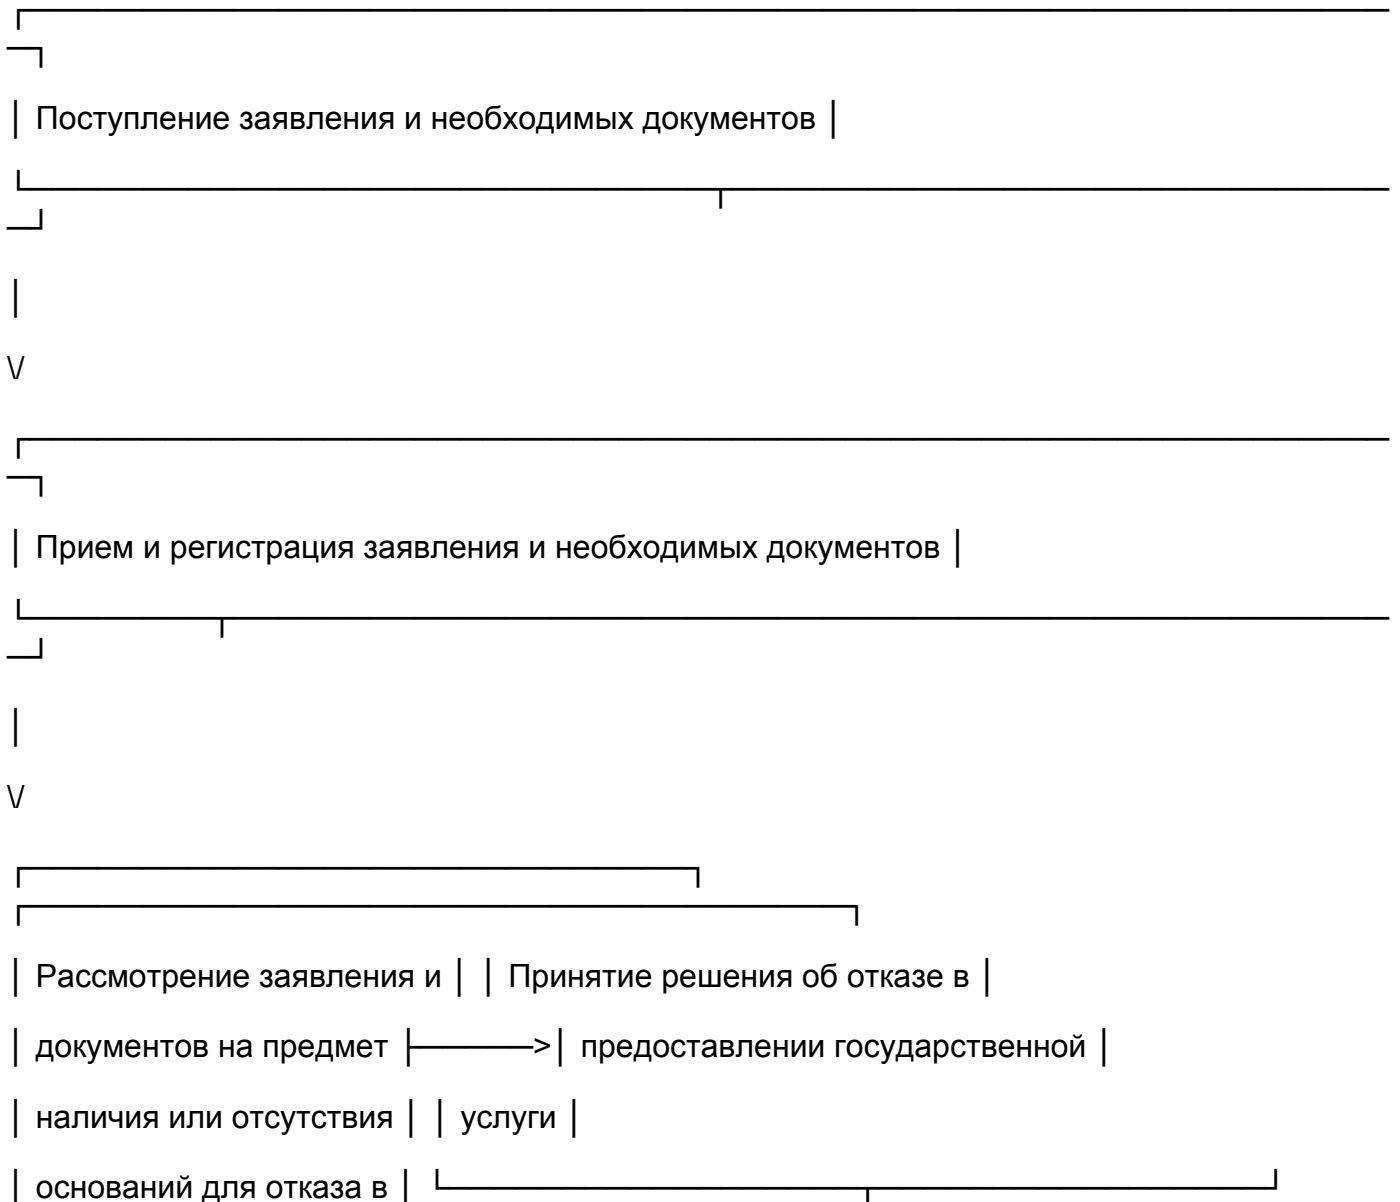 ┌─────────────────────────────────────────────────────────────
─┐
│ Поступление заявления и необходимых документов │
└───────────────────────────────┬─────────────────────────────
─┘
│
\/
┌─────────────────────────────────────────────────────────────
─┐
│ Прием и регистрация заявления и необходимых документов │
└─────────┬───────────────────────────────────────────────────
─┘
│
\/
┌──────────────────────────────┐
┌─────────────────────────────────────┐
│ Рассмотрение заявления и │ │ Принятие решения об отказе в │
│ документов на предмет ├─────>│ предоставлении государственной │
│ наличия или отсутствия │ │ услуги │
│ оснований для отказа в │ └───────────────────┬──────────────────┘